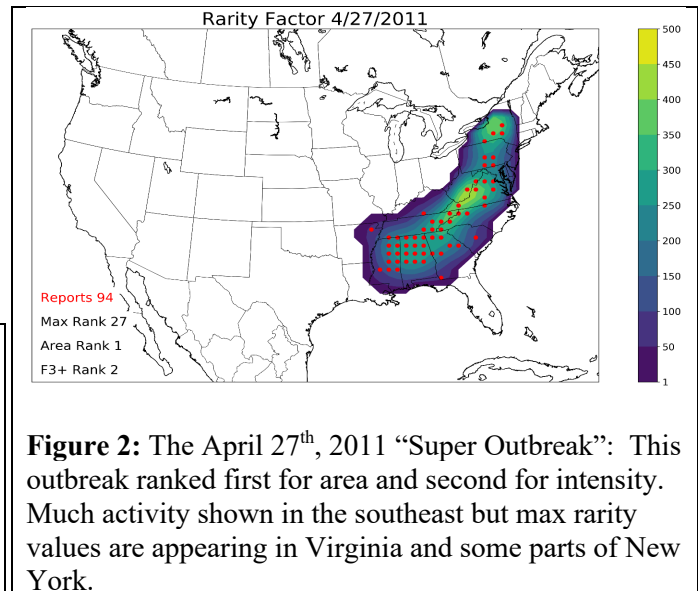 Rarity Factor 4/27/2011
500
450
400
350
300
250
200
150
100
50
1
Reports 94
Max Rank 27
Area Rank 1
F3+ Rank 2
Figure 2: The April 27th, 2011 “Super Outbreak”: This
outbreak ranked first for area and second for intensity.
Much activity shown in the southeast but max rarity
values are appearing in Virginia and some parts of New
York.